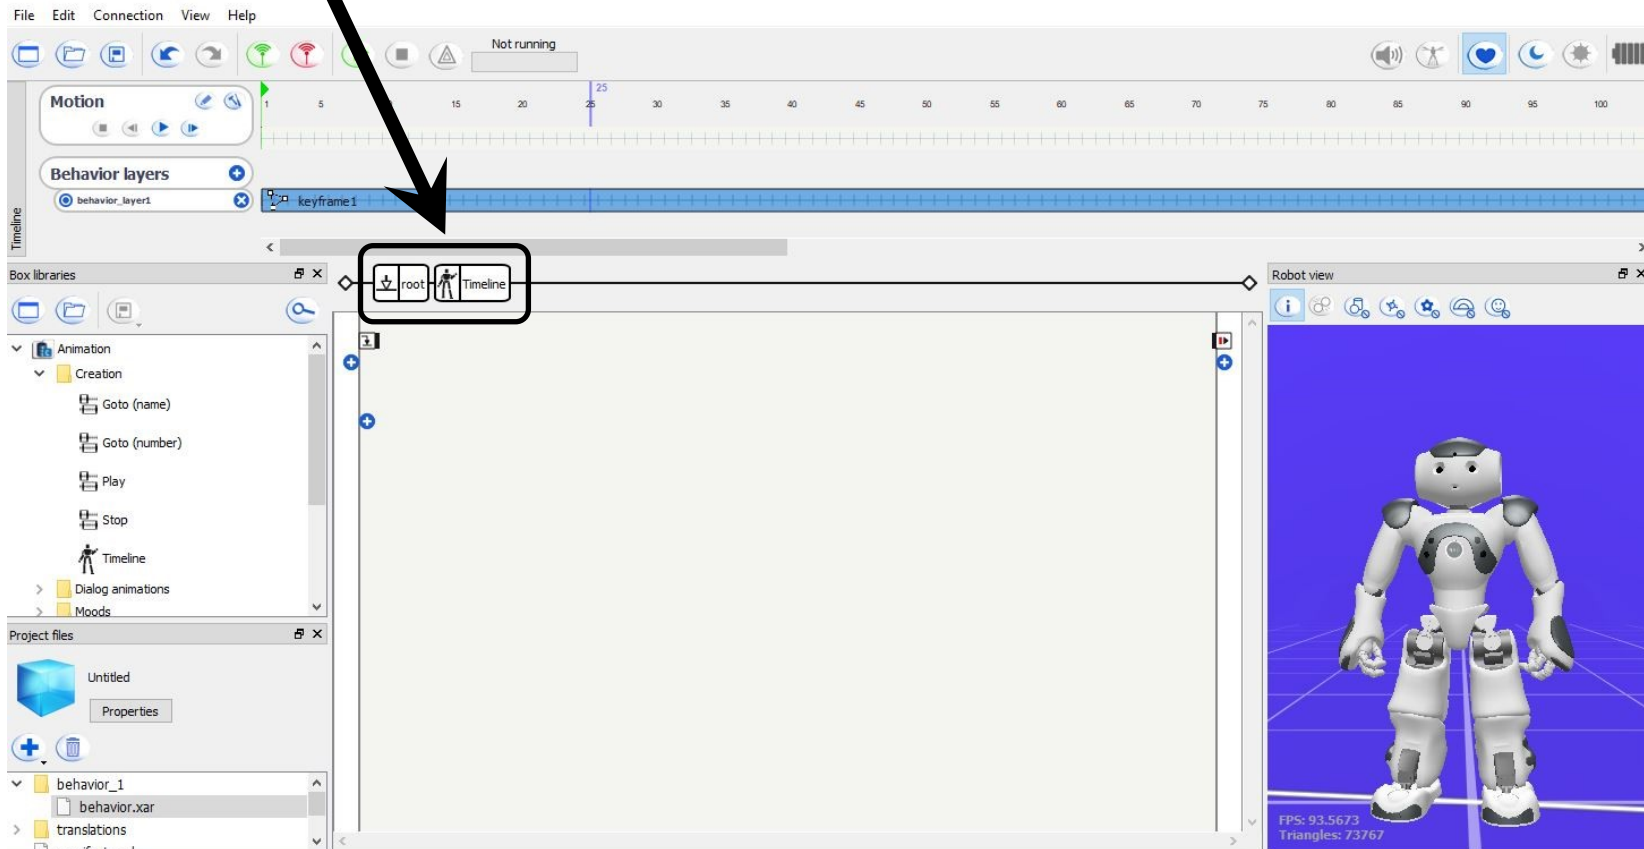 File Edit Connection View Help
Not running
Motion
25
1 5 15 20 25 30 35 40 45 50 55 60 65 70 75 80 85 90 95 100
Behavior layers
behavior_layer1
keyframe1
Timeline
Box libraries
root Timeline
Robot view
Animation
Creation
Goto (name)
Goto (number)
Play
Stop
Timeline
Dialog animations
Moods
Project files
Untitled
Properties
behavior_1
behavior.xar
translations
FPS: 93.5673
Triangles: 73767